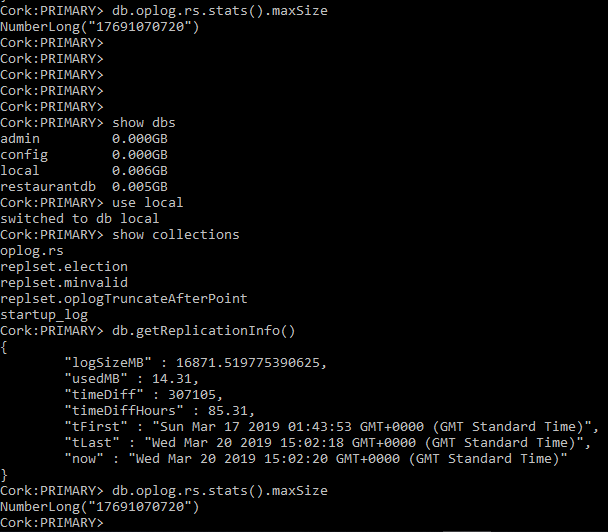 Cork:PRIMARY> db.oplog.rs.stats().maxSize
NumberLong("17691070720")
Cork:PRIMARY>
Cork:PRIMARY>
Cork:PRIMARY>
Cork:PRIMARY>
Cork:PRIMARY>
Cork:PRIMARY> show dbs
admin         0.000GB
config        0.000GB
local         0.006GB
restaurantdb  0.005GB
Cork:PRIMARY> use local
switched to db local
Cork:PRIMARY> show collections
oplog.rs
replset.election
replset.minvalid
replset.oplogTruncateAfterPoint
startup_log
Cork:PRIMARY> db.getReplicationInfo()
{
        "logSizeMB" : 16871.519775390625,
        "usedMB" : 14.31,
        "timeDiff" : 307105,
        "timeDiffHours" : 85.31,
        "tFirst" : "Sun Mar 17 2019 01:43:53 GMT+0000 (GMT Standard Time)",
        "tLast" : "Wed Mar 20 2019 15:02:18 GMT+0000 (GMT Standard Time)",
        "now" : "Wed Mar 20 2019 15:02:20 GMT+0000 (GMT Standard Time)"
}
Cork:PRIMARY> db.oplog.rs.stats().maxSize
NumberLong("17691070720")
Cork:PRIMARY>